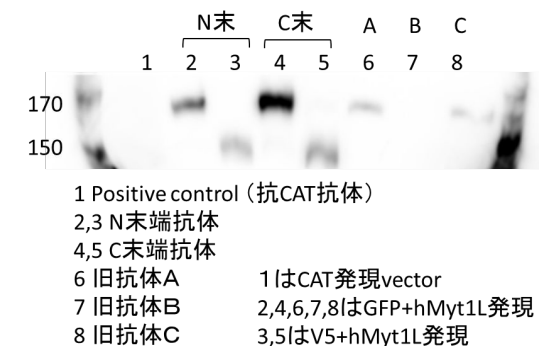 N末 C末 A B C
1 2 3 4 5 6 7 8
170
150
1 Positive control（抗CAT抗体）
2,3 N末端抗体
4,5 C末端抗体
6 旧抗体A 1はCAT発現vector
7 旧抗体B 2,4,6,7,8はGFP+hMyt1L発現
8 旧抗体C 3,5はV5+hMyt1L発現